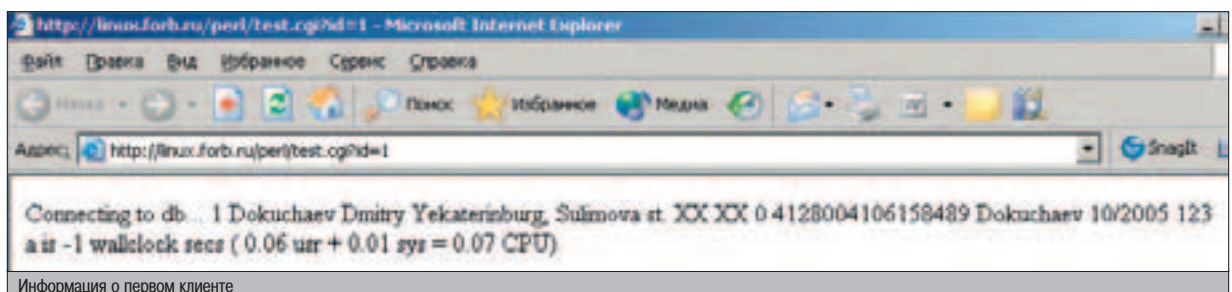 http://linux.forb.ru/perl/test.cgi?id=1 - Microsoft Internet Explorer
Файл Правка Вид Избранное Сервис Справка
Назад Поиск Избранное Медиа
Адрес: http://linux.forb.ru/perl/test.cgi?id=1 SnagIt
Connecting to db... 1 Dokuchaev Dmitry Yekaterinburg, Sulimova st. XX XX 0 4128004106158489 Dokuchaev 10/2005 123
a is -1 wallclock secs ( 0.06 usr + 0.01 sys = 0.07 CPU)
Информация о первом клиенте